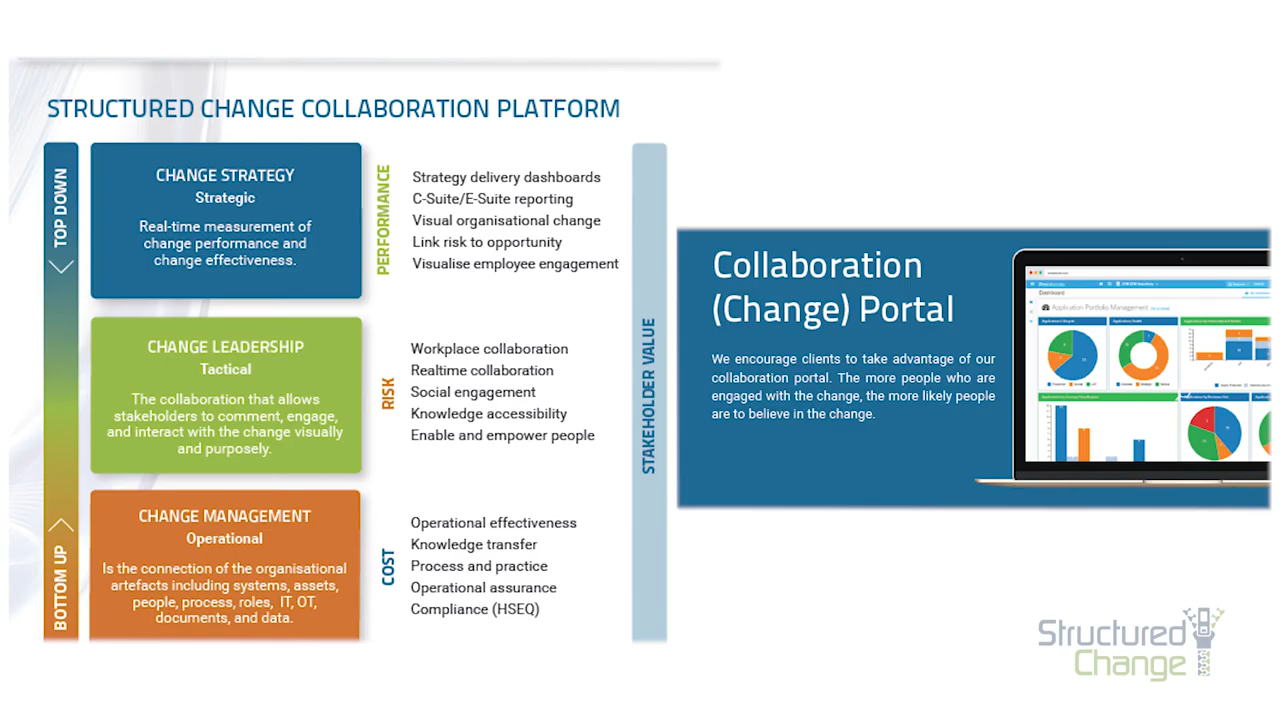 STRUCTURED CHANGE COLLABORATION PLATFORM
TOP DOWN
BOTTOM UP
CHANGE STRATEGY
Strategic
Real-time measurement of
change performance and
change effectiveness.
PERFORMANCE
Strategy delivery dashboards
C-Suite/E-Suite reporting
Visual organisational change
Link risk to opportunity
Visualise employee engagement
CHANGE LEADERSHIP
Tactical
The collaboration that allows
stakeholders to comment, engage,
and interact with the change visually
and purposely.
RISK
Workplace collaboration
Realtime collaboration
Social engagement
Knowledge accessibility
Enable and empower people
CHANGE MANAGEMENT
Operational
Is the connection of the organisational
artefacts including systems, assets,
people, process, roles, IT, OT,
documents, and data.
COST
Operational effectiveness
Knowledge transfer
Process and practice
Operational assurance
Compliance (HSEQ)
STAKEHOLDER VALUE
Collaboration
(Change) Portal
We encourage clients to take advantage of our
collaboration portal. The more people who are
engaged with the change, the more likely people
are to believe in the change.
Dashboard
Application Portfolio Management
Structured
Change